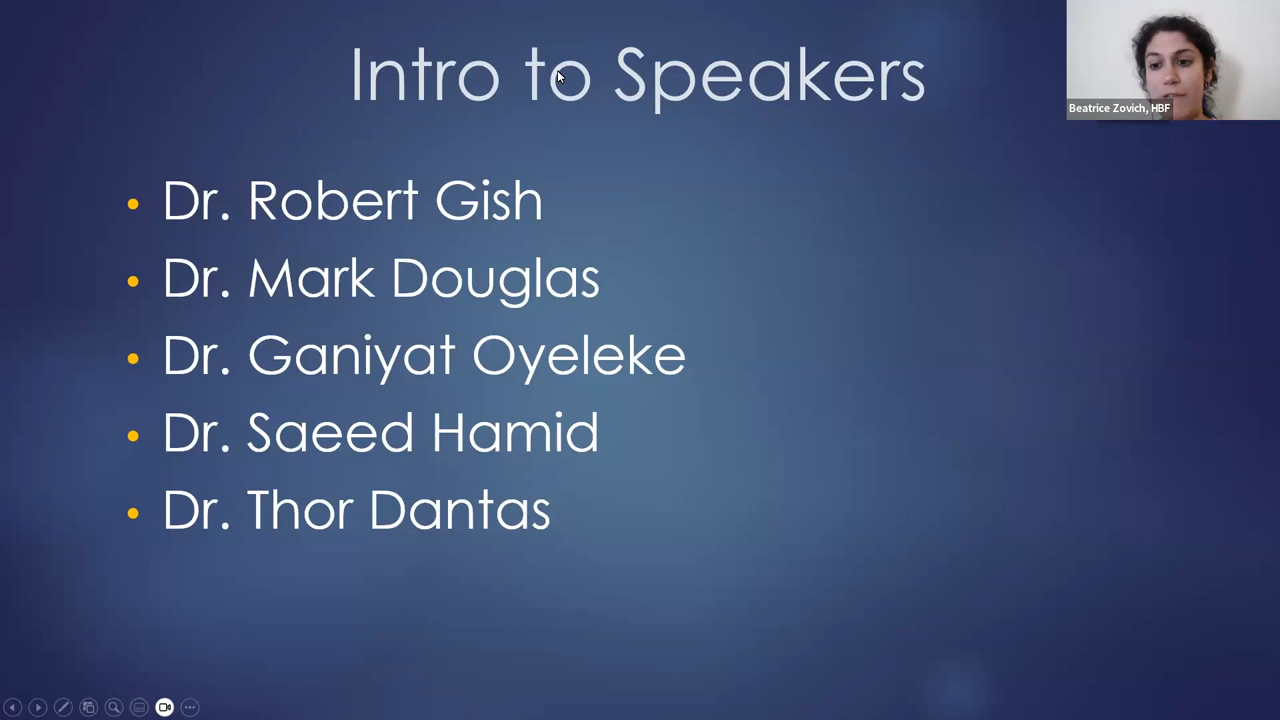 Intro to Speakers
Beatrice Zovich, HBF
• Dr. Robert Gish
• Dr. Mark Douglas
• Dr. Ganiyat Oyeleke
• Dr. Saeed Hamid
• Dr. Thor Dantas